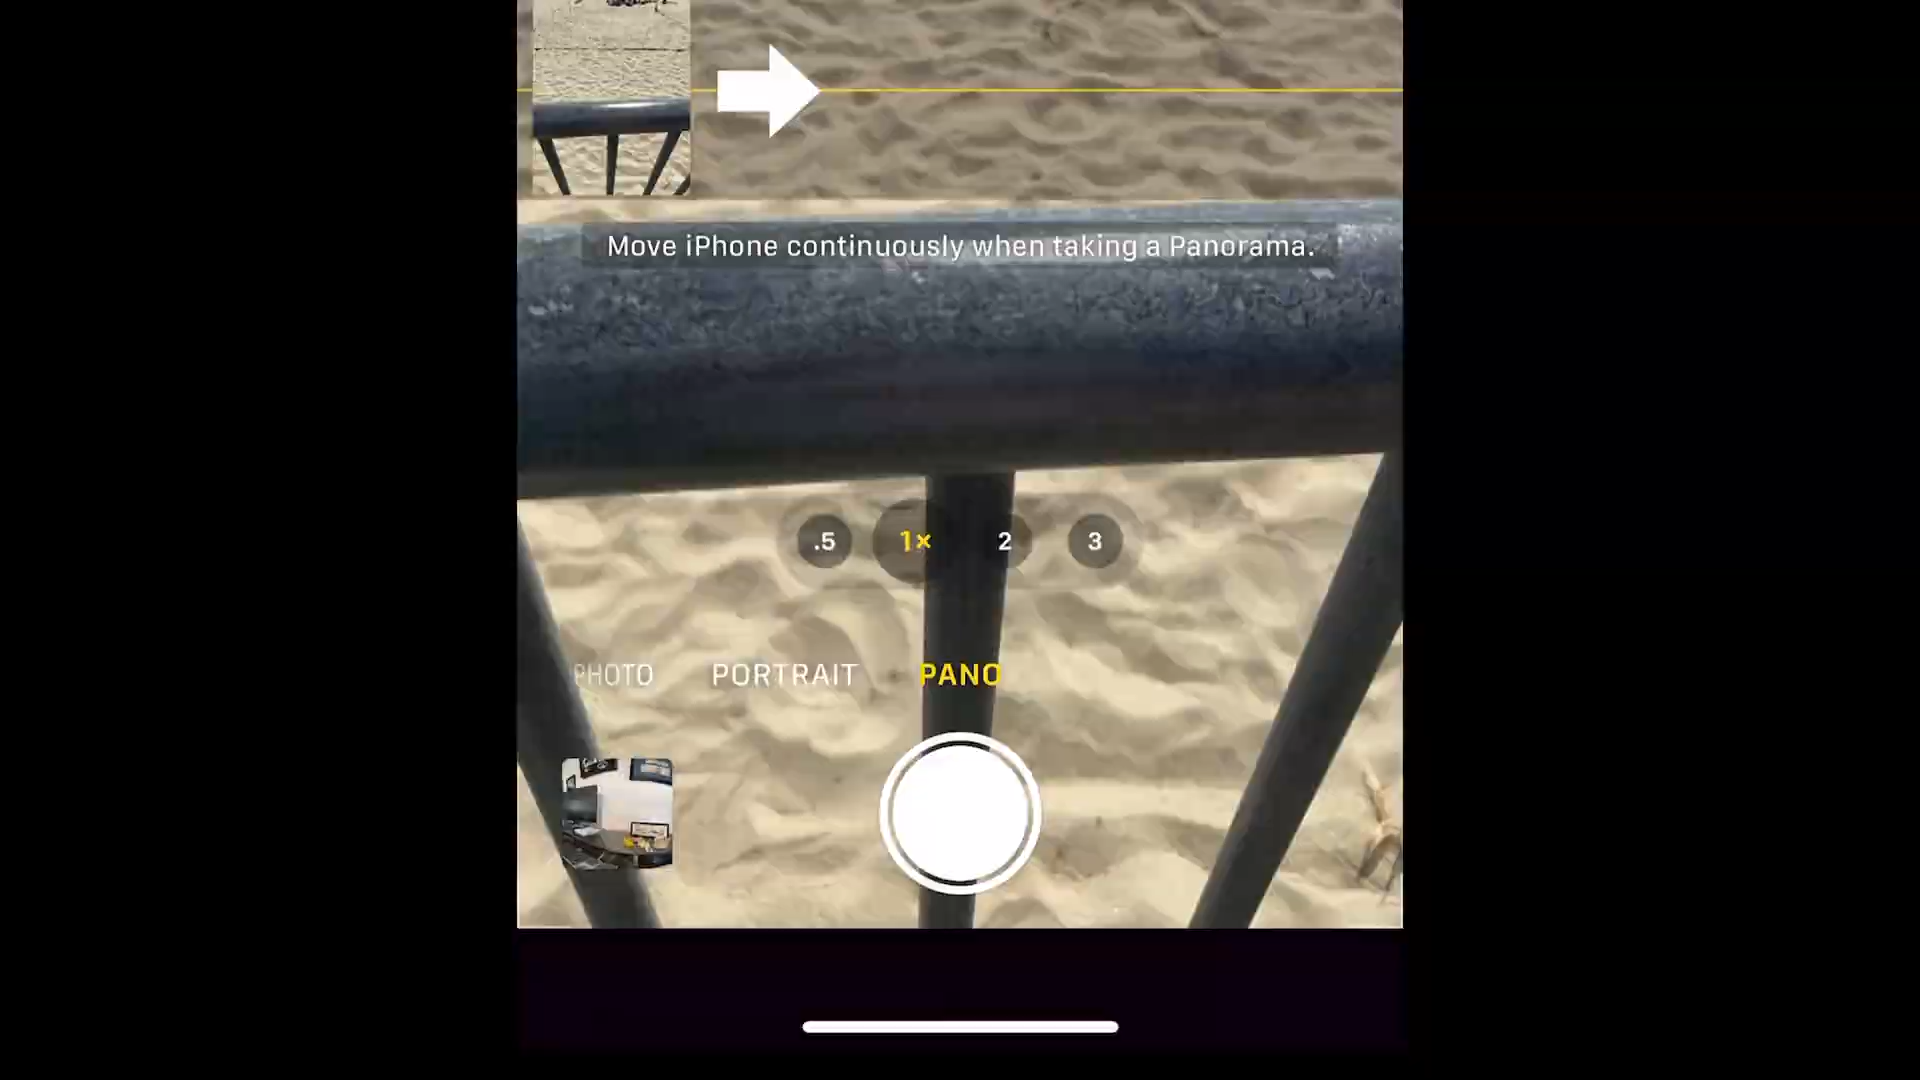 Move iPhone continuously when taking a Panorama.
.5 1× 2 3
PHOTO PORTRAIT PANO